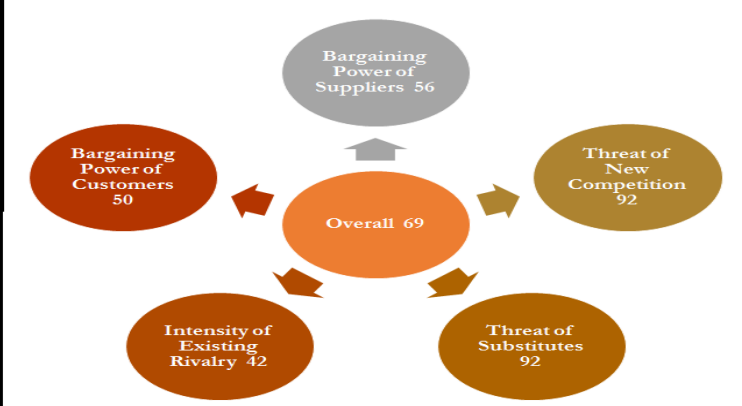 Bargaining
Power of
Suppliers 56
Bargaining
Power of
Customers
50
Threat of
New
Competition
92
Overall 69
Intensity of
Existing
Rivalry 42
Threat of
Substitutes
92